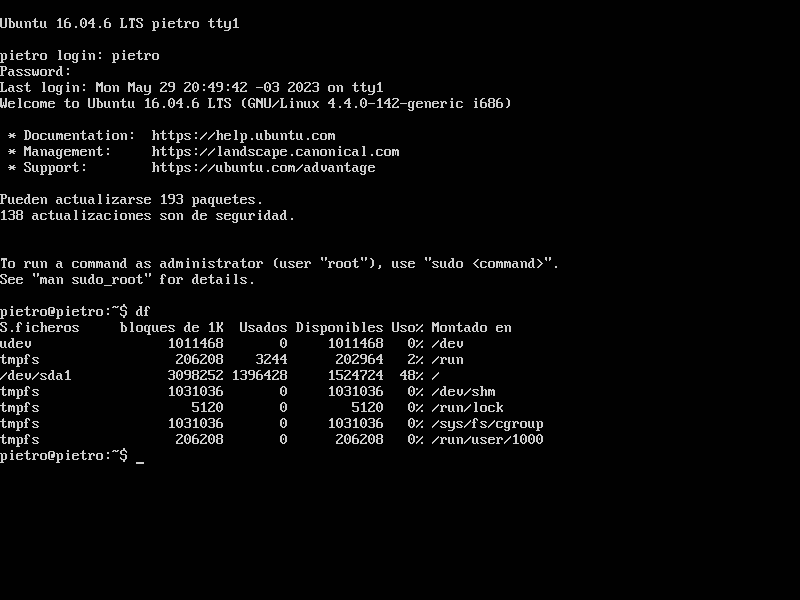 Ubuntu 16.04.6 LTS pietro tty1
pietro login: pietro
Password:
Last login: Mon May 29 20:49:42 -03 2023 on tty1
Welcome to Ubuntu 16.04.6 LTS (GNU/Linux 4.4.0-142-generic i686)
* Documentation:  https://help.ubuntu.com
* Management:     https://landscape.canonical.com
* Support:        https://ubuntu.com/advantage
Pueden actualizarse 193 paquetes.
138 actualizaciones son de seguridad.
To run a command as administrator (user "root"), use "sudo <command>".
See "man sudo_root" for details.
pietro@pietro:~$ df
S.ficheros     bloques de 1K  Usados Disponibles Uso% Montado en
udev                 1011468       0     1011468   0% /dev
tmpfs                 206208    3244      202964   2% /run
/dev/sda1            3098252 1396428     1524724  48% /
tmpfs                1031036       0     1031036   0% /dev/shm
tmpfs                   5120       0        5120   0% /run/lock
tmpfs                1031036       0     1031036   0% /sys/fs/cgroup
tmpfs                 206208       0      206208   0% /run/user/1000
pietro@pietro:~$ _